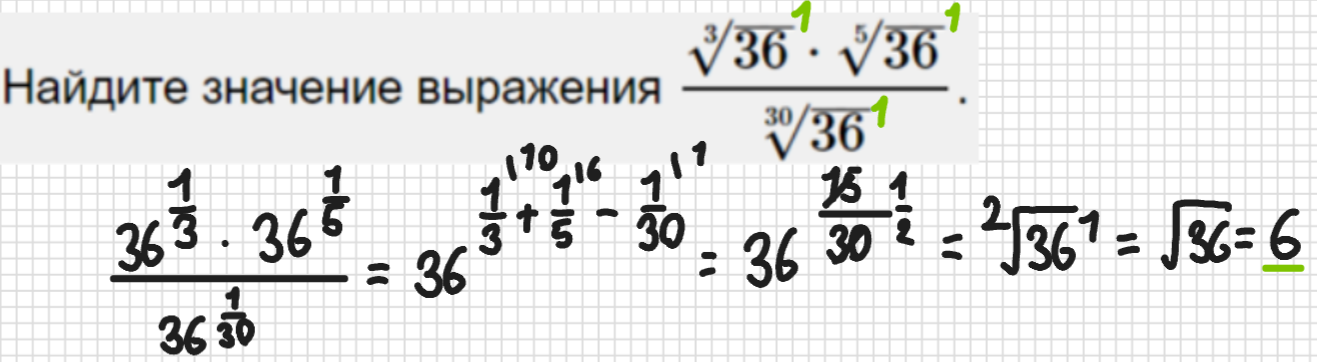 Найдите значение выражения \frac{\sqrt[3]{36}^1 \cdot \sqrt[5]{36}^1}{\sqrt[30]{36}^1}.
\frac{36^{\frac{1}{3}} \cdot 36^{\frac{1}{5}}}{36^{\frac{1}{30}}} = 36^{\frac{1}{3}^{\backslash 10} + \frac{1}{5}^{\backslash 6} - \frac{1}{30}^{\backslash 1}} = 36^{\frac{15}{30} \frac{1}{2}} = \sqrt[2]{36^1} = \sqrt{36} = 6